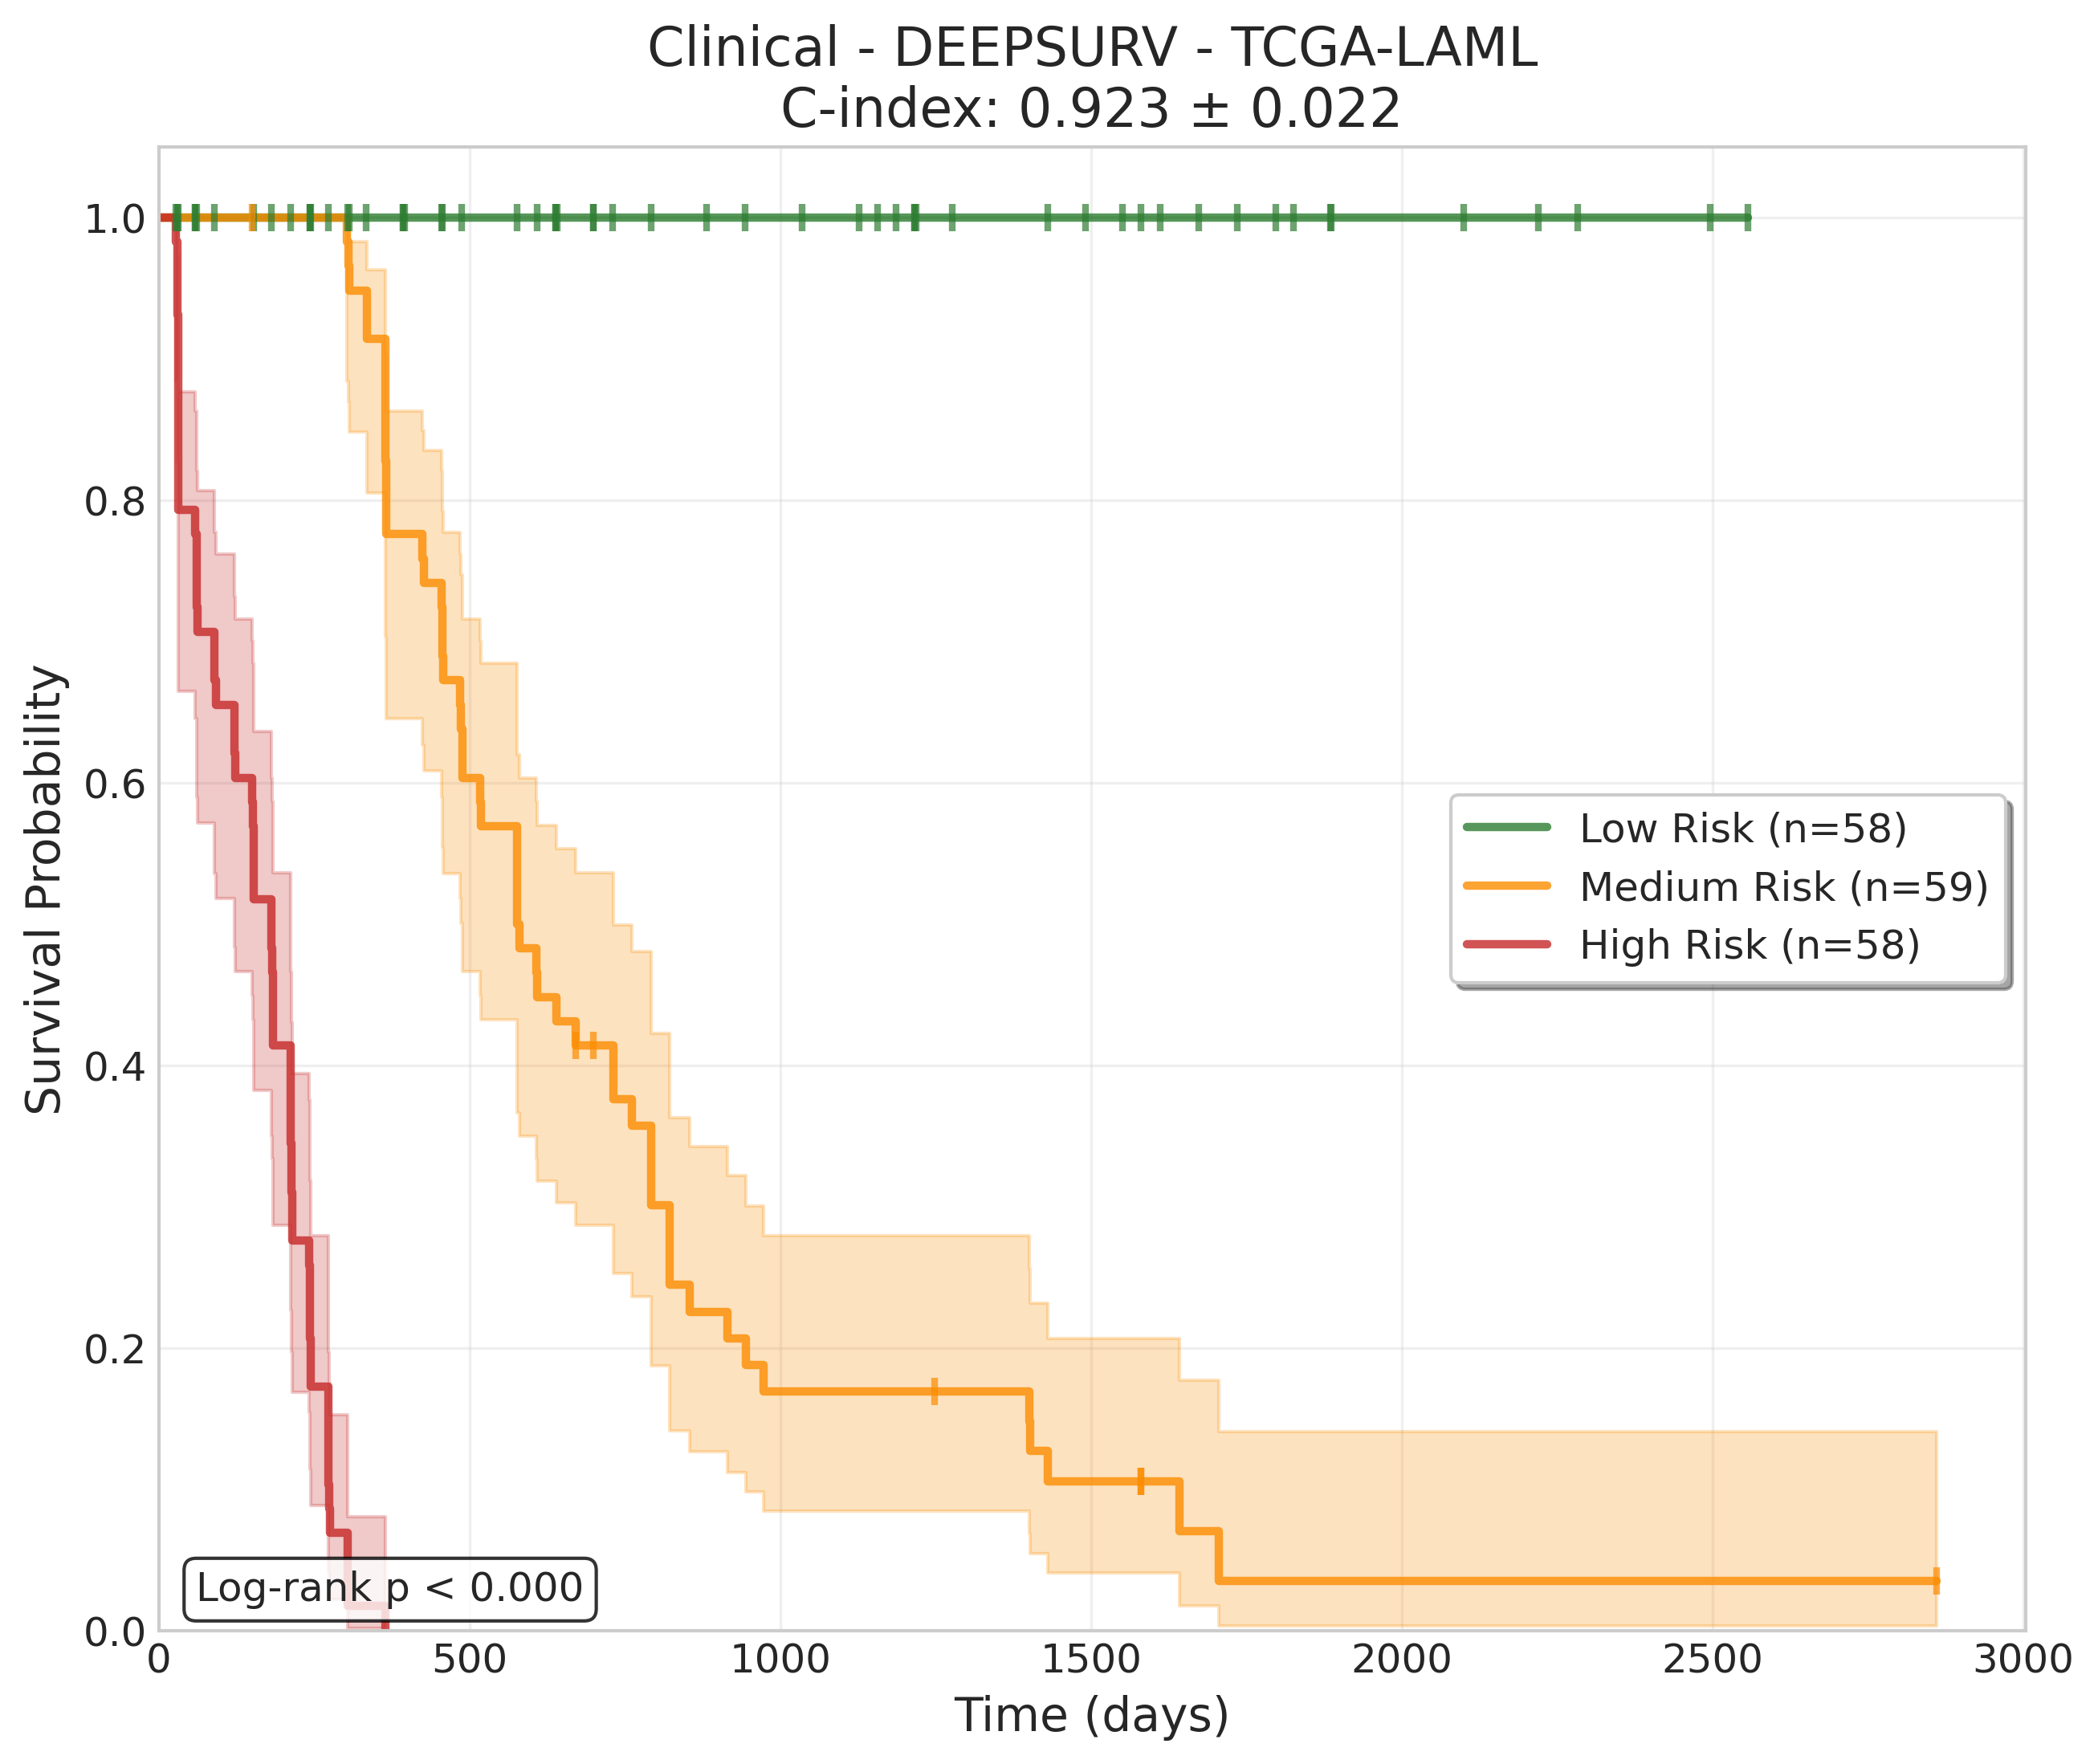 Clinical - DEEPSURV - TCGA-LAML
C-index: 0.923 ± 0.022
Survival Probability
1.0
0.8
0.6
0.4
0.2
0.0
Low Risk (n=58)
Medium Risk (n=59)
High Risk (n=58)
Log-rank p < 0.000
0 500 1000 1500 2000 2500 3000
Time (days)